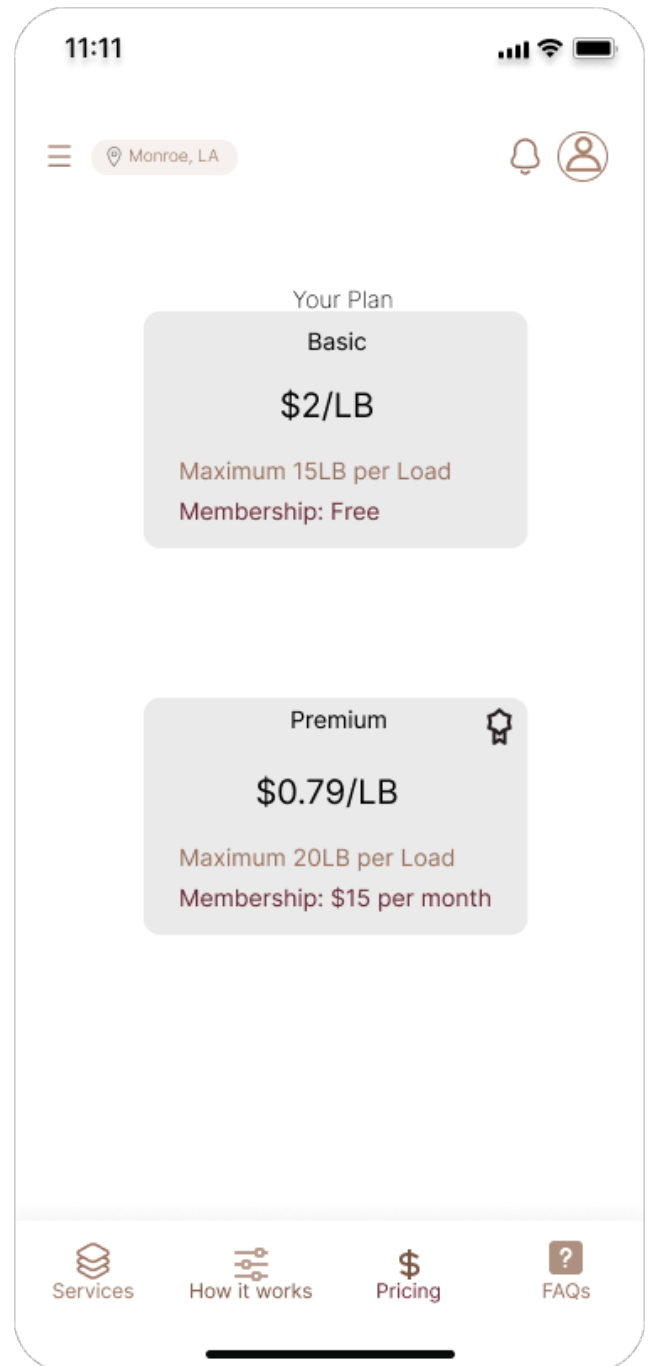 11:11
Monroe, LA
Your Plan
Basic
$2/LB
Maximum 15LB per Load
Membership: Free
Premium
$0.79/LB
Maximum 20LB per Load
Membership: $15 per month
$ ?
Services How it works Pricing FAQs